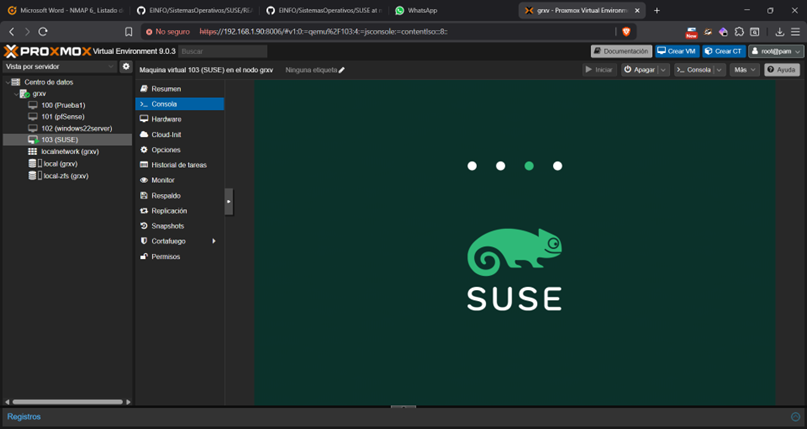 Microsoft Word - NMAP 6_ Listado d
EINFO/SistemasOperativos/SUSE/REA
EINFO/SistemasOperativos/SUSE at m
WhatsApp
grxv - Proxmox Virtual Environme
No seguro
https://192.168.1.90:8006/#v1:0:=qemu%2F103:4:=jsconsole:=contentIso:::8::
PROXMOX Virtual Environment 9.0.3
Buscar
Documentación
Crear VM
Crear CT
root@pam
Vista por servidor
Maquina virtual 103 (SUSE) en el nodo grxv
Ninguna etiqueta
Iniciar
Apagar
Consola
Más
Ayuda
Centro de datos
grxv
100 (Prueba1)
101 (pfSense)
102 (windows22server)
103 (SUSE)
localnetwork (grxv)
local (grxv)
local-zfs (grxv)
Resumen
Consola
Hardware
Cloud-Init
Opciones
Historial de tareas
Monitor
Respaldo
Replicación
Snapshots
Cortafuego
Permisos
SUSE
Registros